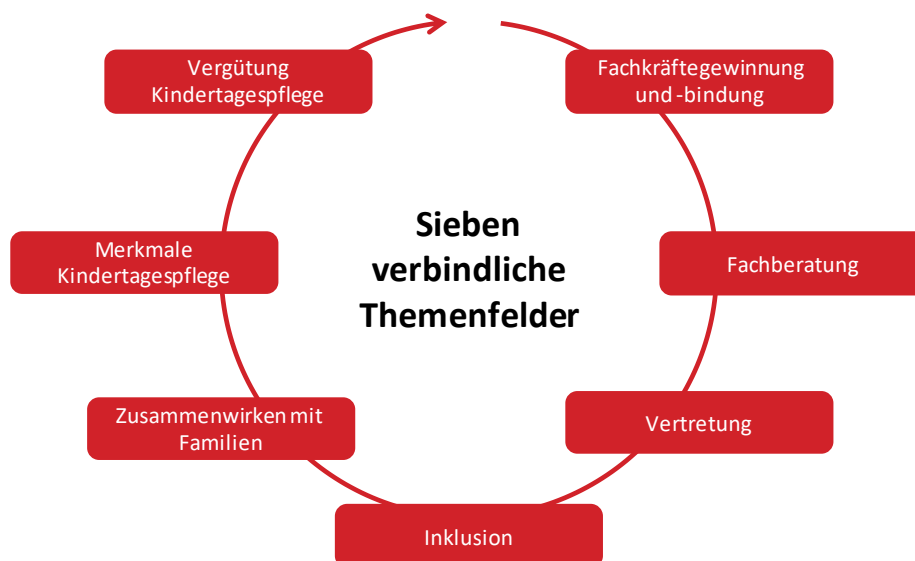 Vergütung
Kindertagespflege
Fachkräftegewinnung
und -bindung
Sieben
verbindliche
Themenfelder
Merkmale
Kindertagespflege
Fachberatung
Zusammenwirken mit
Familien
Vertretung
Inklusion